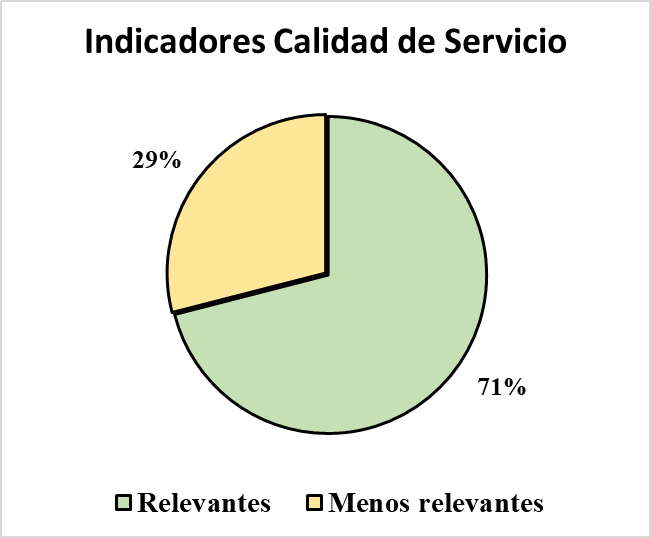 Indicadores Calidad de Servicio
29%
71%
Relevantes
Menos relevantes